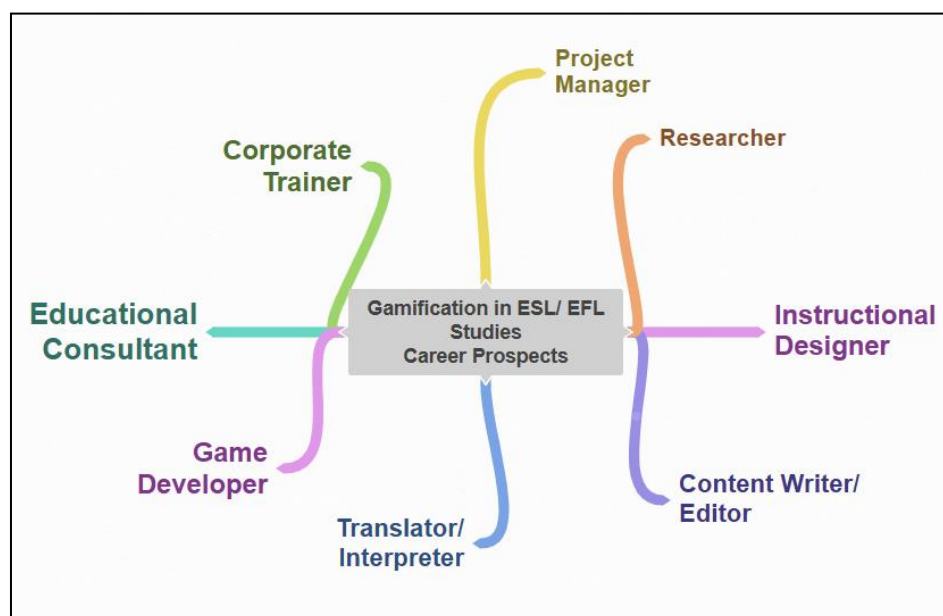 Project
Manager
Researcher
Corporate
Trainer
Gamification in ESL/ EFL
Studies
Career Prospects
Educational
Consultant
Instructional
Designer
Game
Developer
Content Writer/
Editor
Translator/
Interpreter